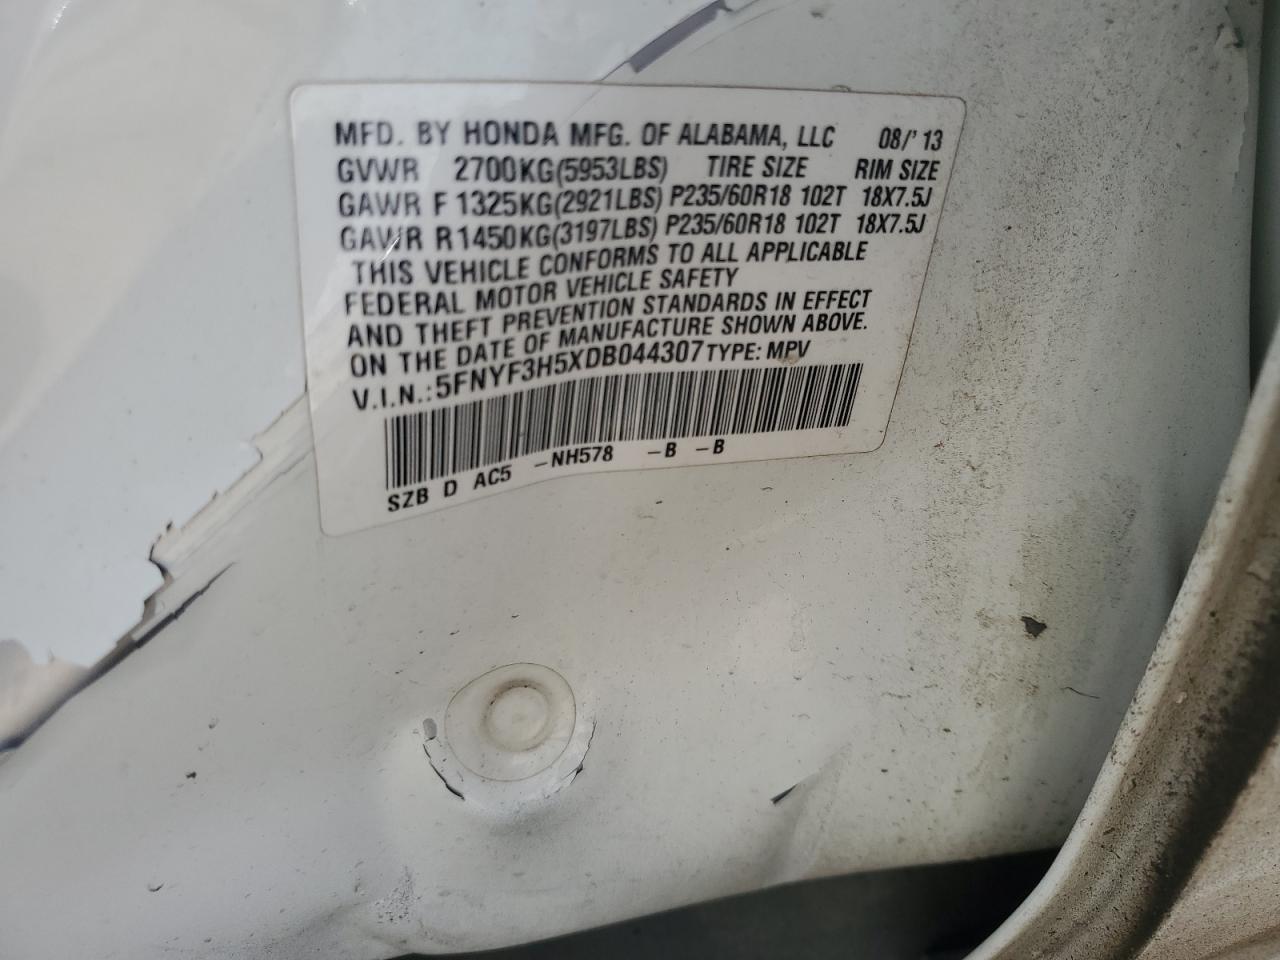 MFD. BY HONDA MFG. OF ALABAMA, LLC 08/'13
GVWR 2700KG(5953LBS) TIRE SIZE RIM SIZE
GAWR F 1325KG(2921LBS) P235/60R18 102T 18X7.5J
GAWR R 1450KG(3197LBS) P235/60R18 102T 18X7.5J
THIS VEHICLE CONFORMS TO ALL APPLICABLE
FEDERAL MOTOR VEHICLE SAFETY
AND THEFT PREVENTION STANDARDS IN EFFECT
ON THE DATE OF MANUFACTURE SHOWN ABOVE.
V.I.N.:5FNYF3H5XDB044307 TYPE: MPV
SZB D AC5 -NH578 -B -B